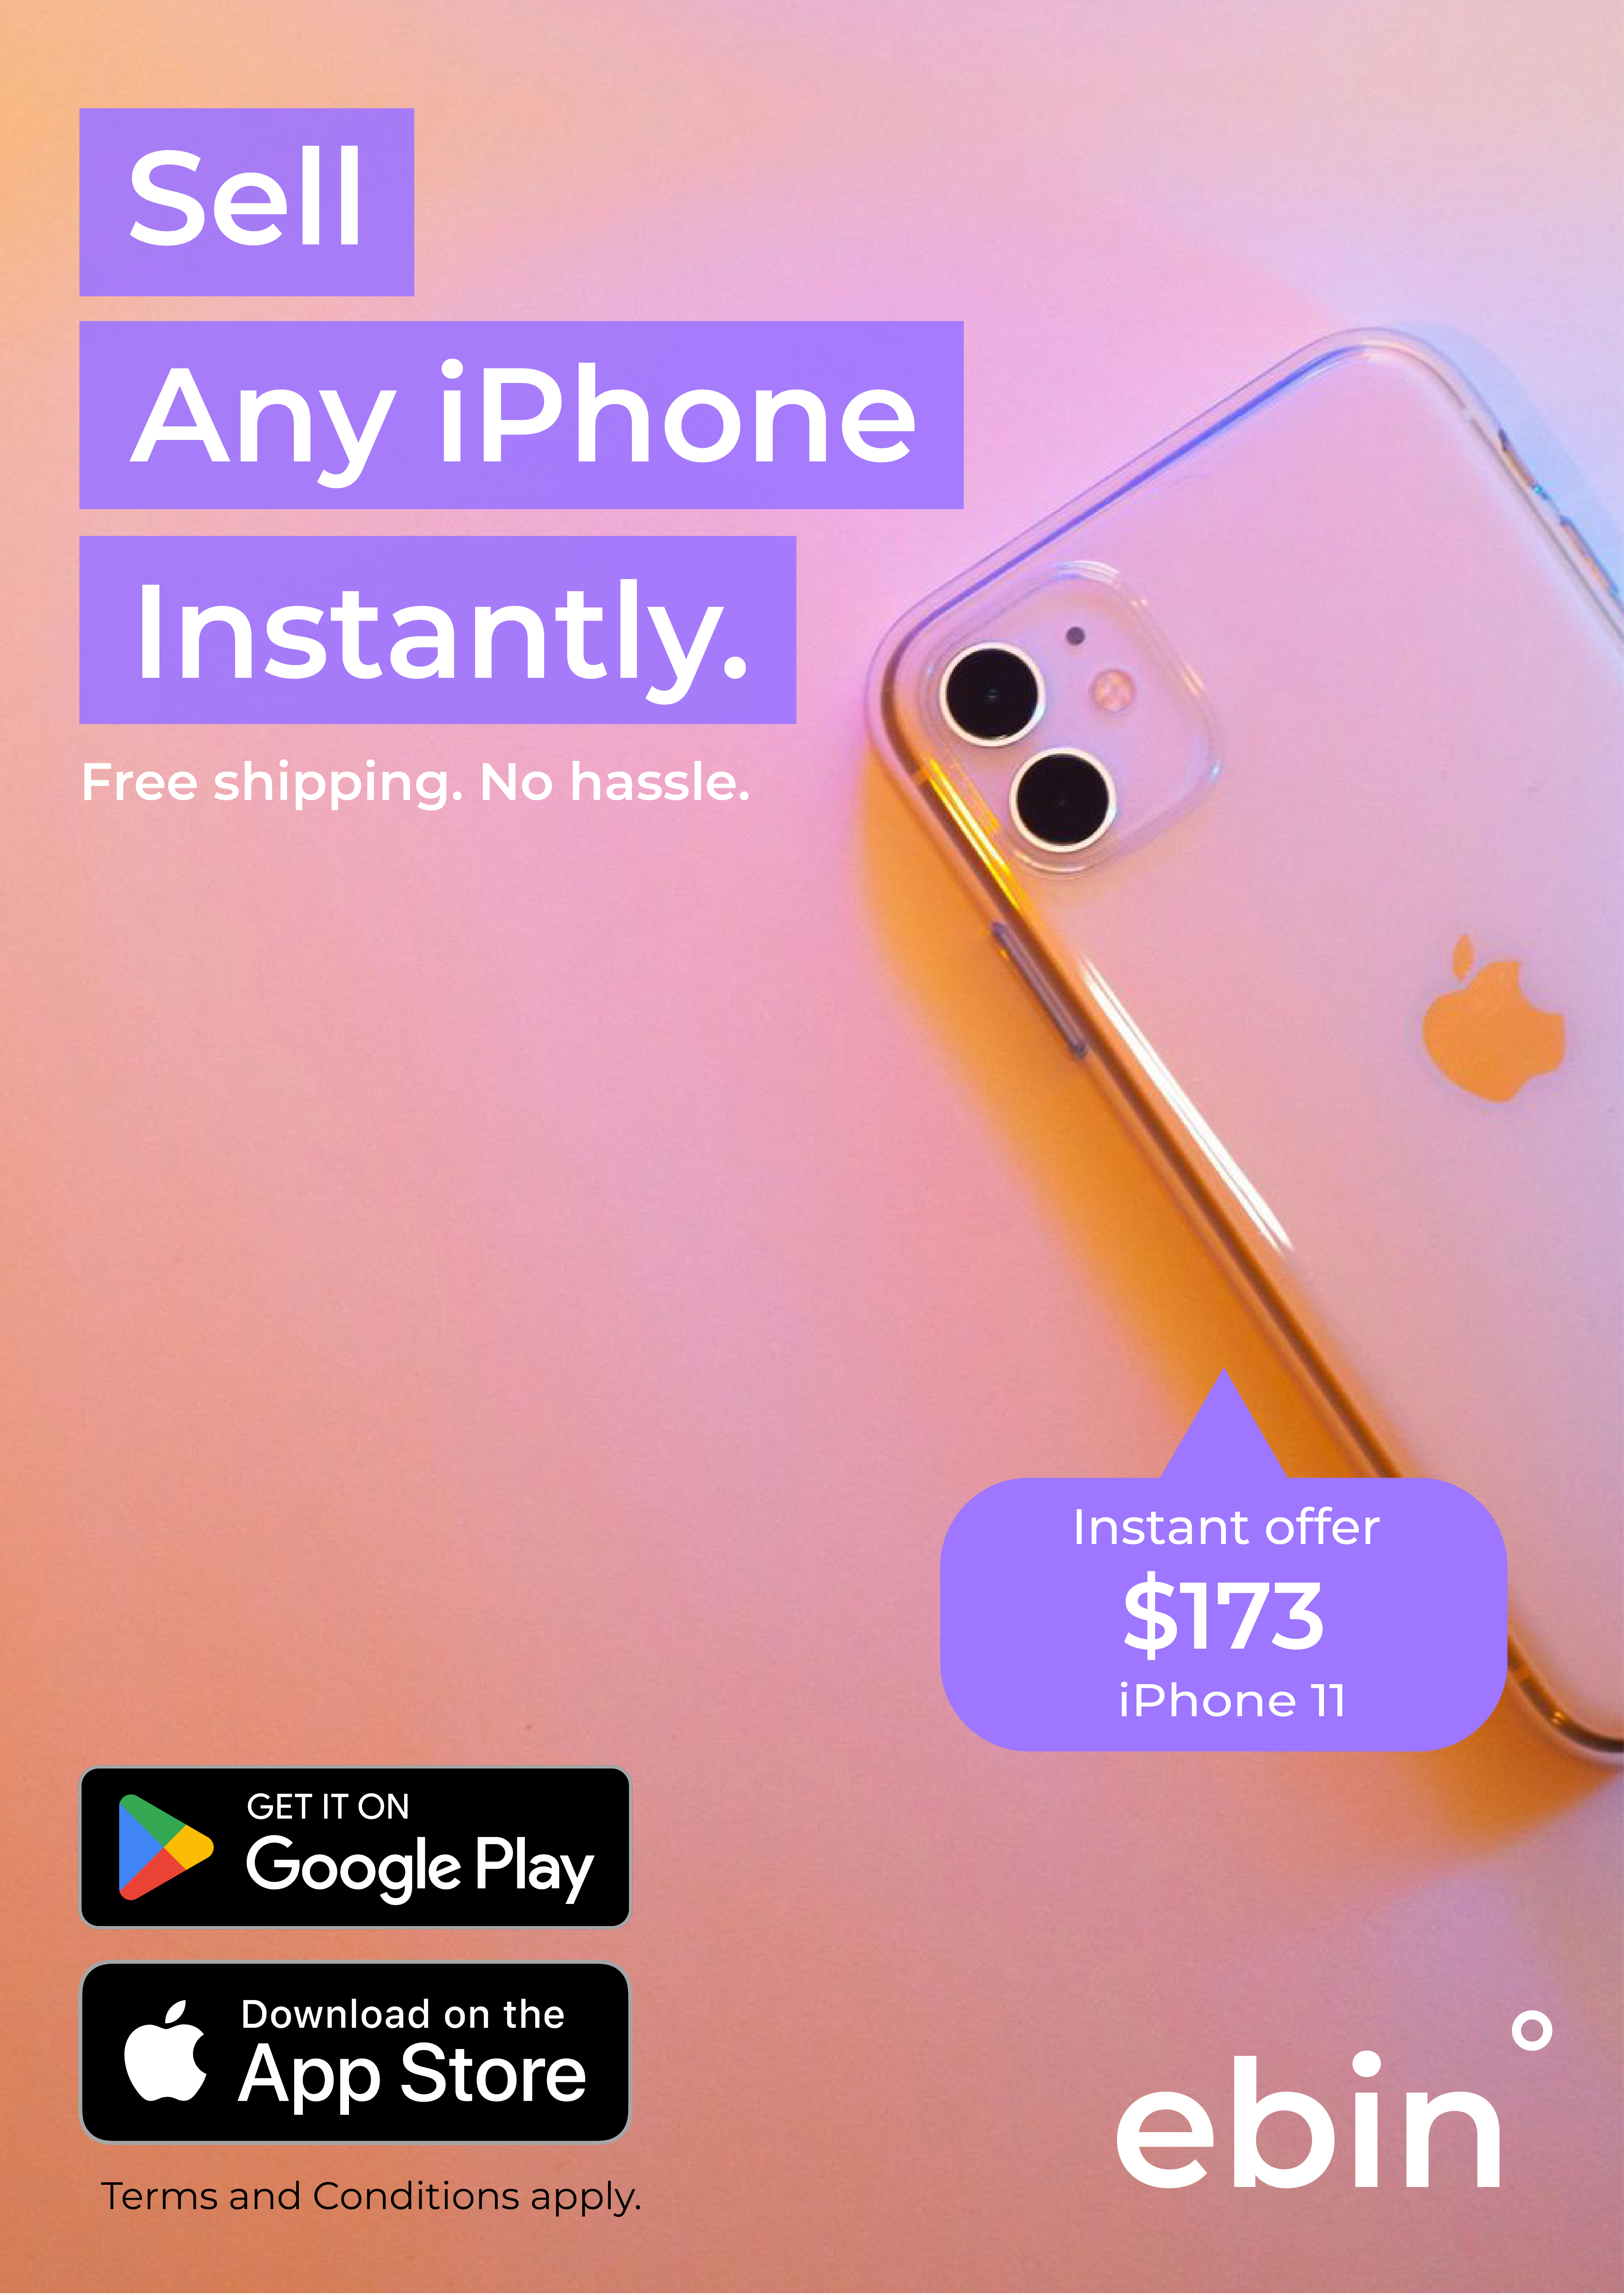 Sell
Any iPhone
Instantly.
Free shipping. No hassle.
Instant offer
$173
iPhone 11
GET IT ON
Google Play
Download on the
App Store
Terms and Conditions apply.
ebin